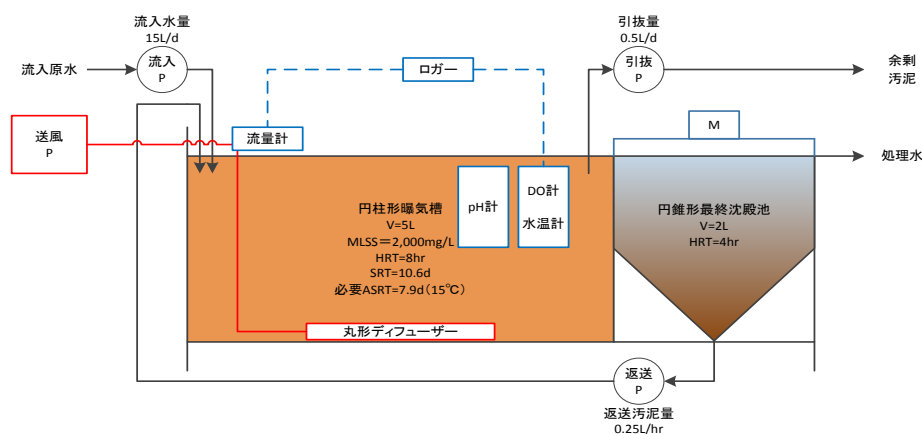 流入水量
15L/d
流入
P
流入原水
ロガー
引抜量
0.5L/d
引抜
P
余剰
汚泥
送風
P
流量計
M
処理水
pH計
DO計
水温計
円柱形曝気槽
V=5L
MLSS=2,000mg/L
HRT=8hr
SRT=10.6d
必要ASRT=7.9d(15℃)
円錐形最終沈殿池
V=2L
HRT=4hr
丸形ディフューザー
返送
P
返送汚泥量
0.25L/hr